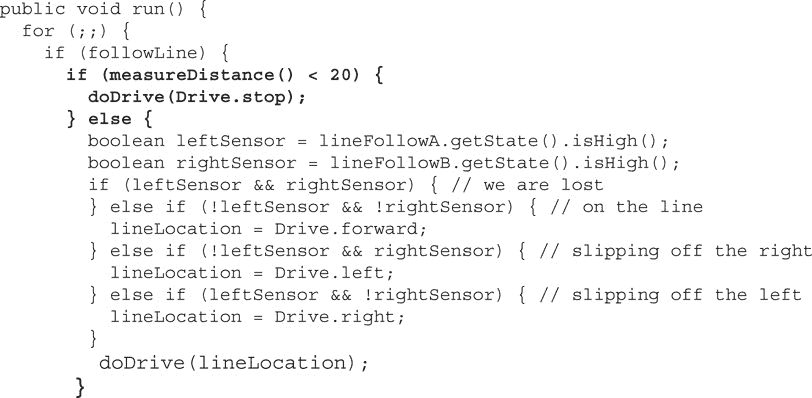 public void run() {
  for (;;) {
    if (followLine) {
      if (measureDistance() < 20) {
        doDrive(Drive.stop);
      } else {
        boolean leftSensor = lineFollowA.getState().isHigh();
        boolean rightSensor = lineFollowB.getState().isHigh();
        if (leftSensor && rightSensor) { // we are lost
        } else if (!leftSensor && !rightSensor) { // on the line
          lineLocation = Drive.forward;
        } else if (!leftSensor && rightSensor) { // slipping off the right
          lineLocation = Drive.left;
        } else if (leftSensor && !rightSensor) { // slipping off the left
          lineLocation = Drive.right;
        }
        doDrive(lineLocation);
      }